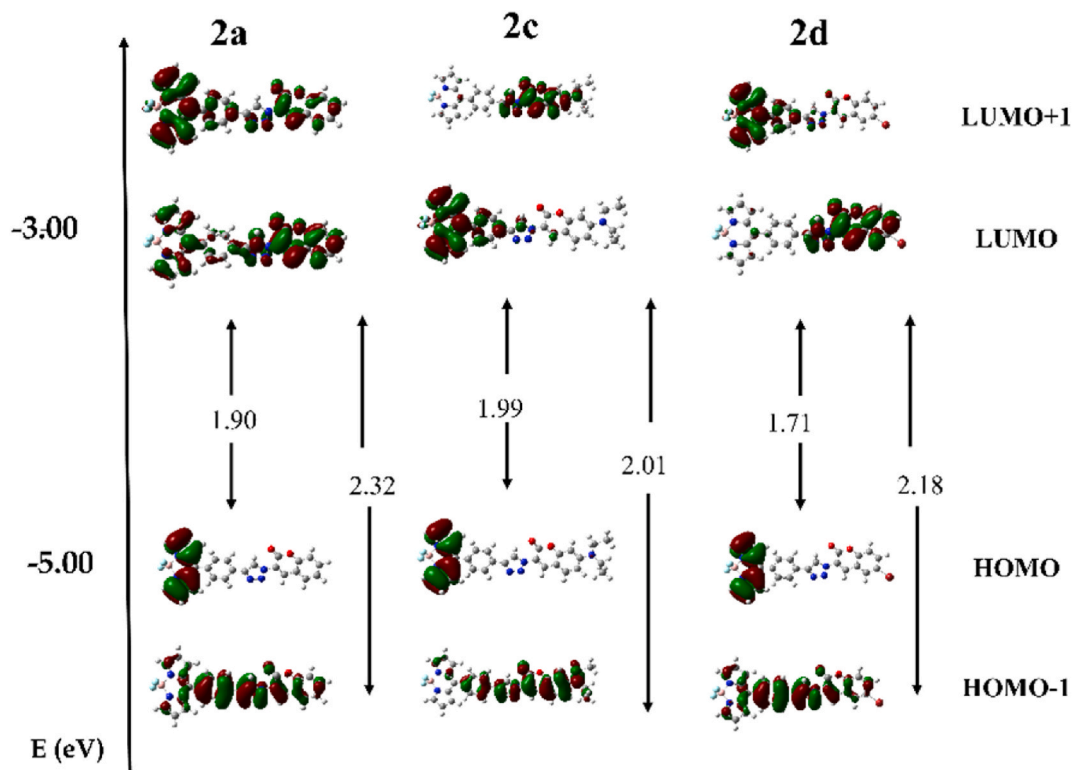 2a 2c 2d
LUMO+1
-3.00 LUMO
1.90 1.99 1.71
2.32 2.01 2.18
-5.00 HOMO
HOMO-1
E (eV)